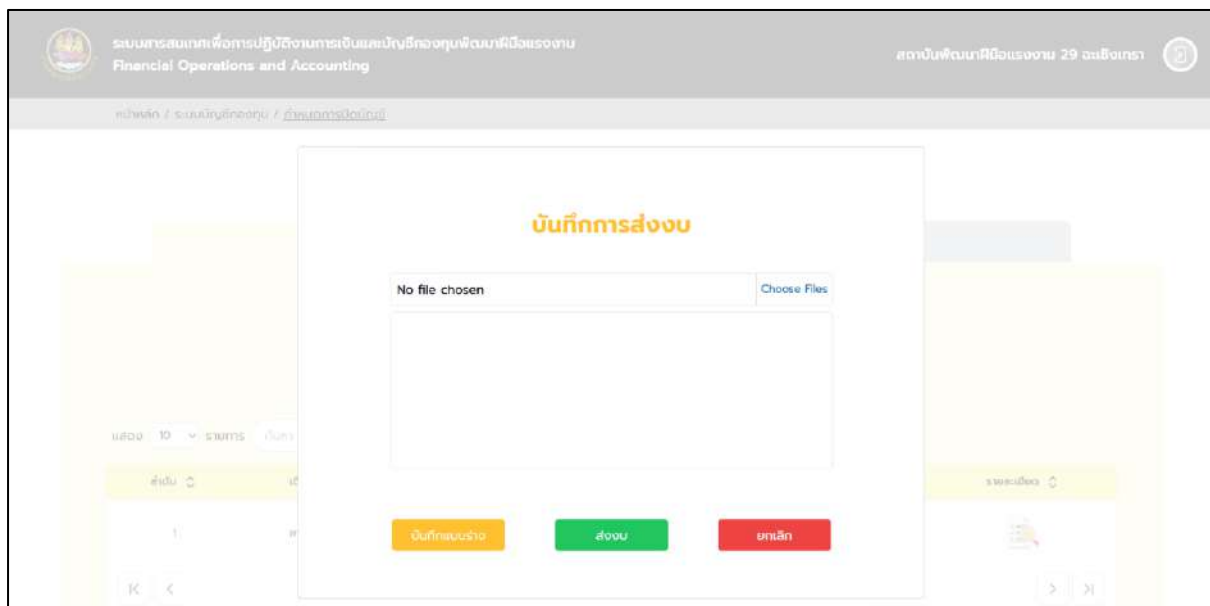 ระบบสารสนเทศเพื่อการปฏิบัติงานการเงินและบัญชีกองทุนพัฒนาฝีมือแรงงาน
Financial Operations and Accounting
สถาบันพัฒนาฝีมือแรงงาน 29 ฉะเชิงเทรา
หน้าหลัก / ระบบบัญชีกองทุน / กำหนดการปิดบัญชี
บันทึกการส่งงบ
No file chosen
Choose Files
แสดง 10 รายการ
ลำดับ
รายละเอียด
1
บันทึกแบบร่าง
ส่งงบ
ยกเลิก